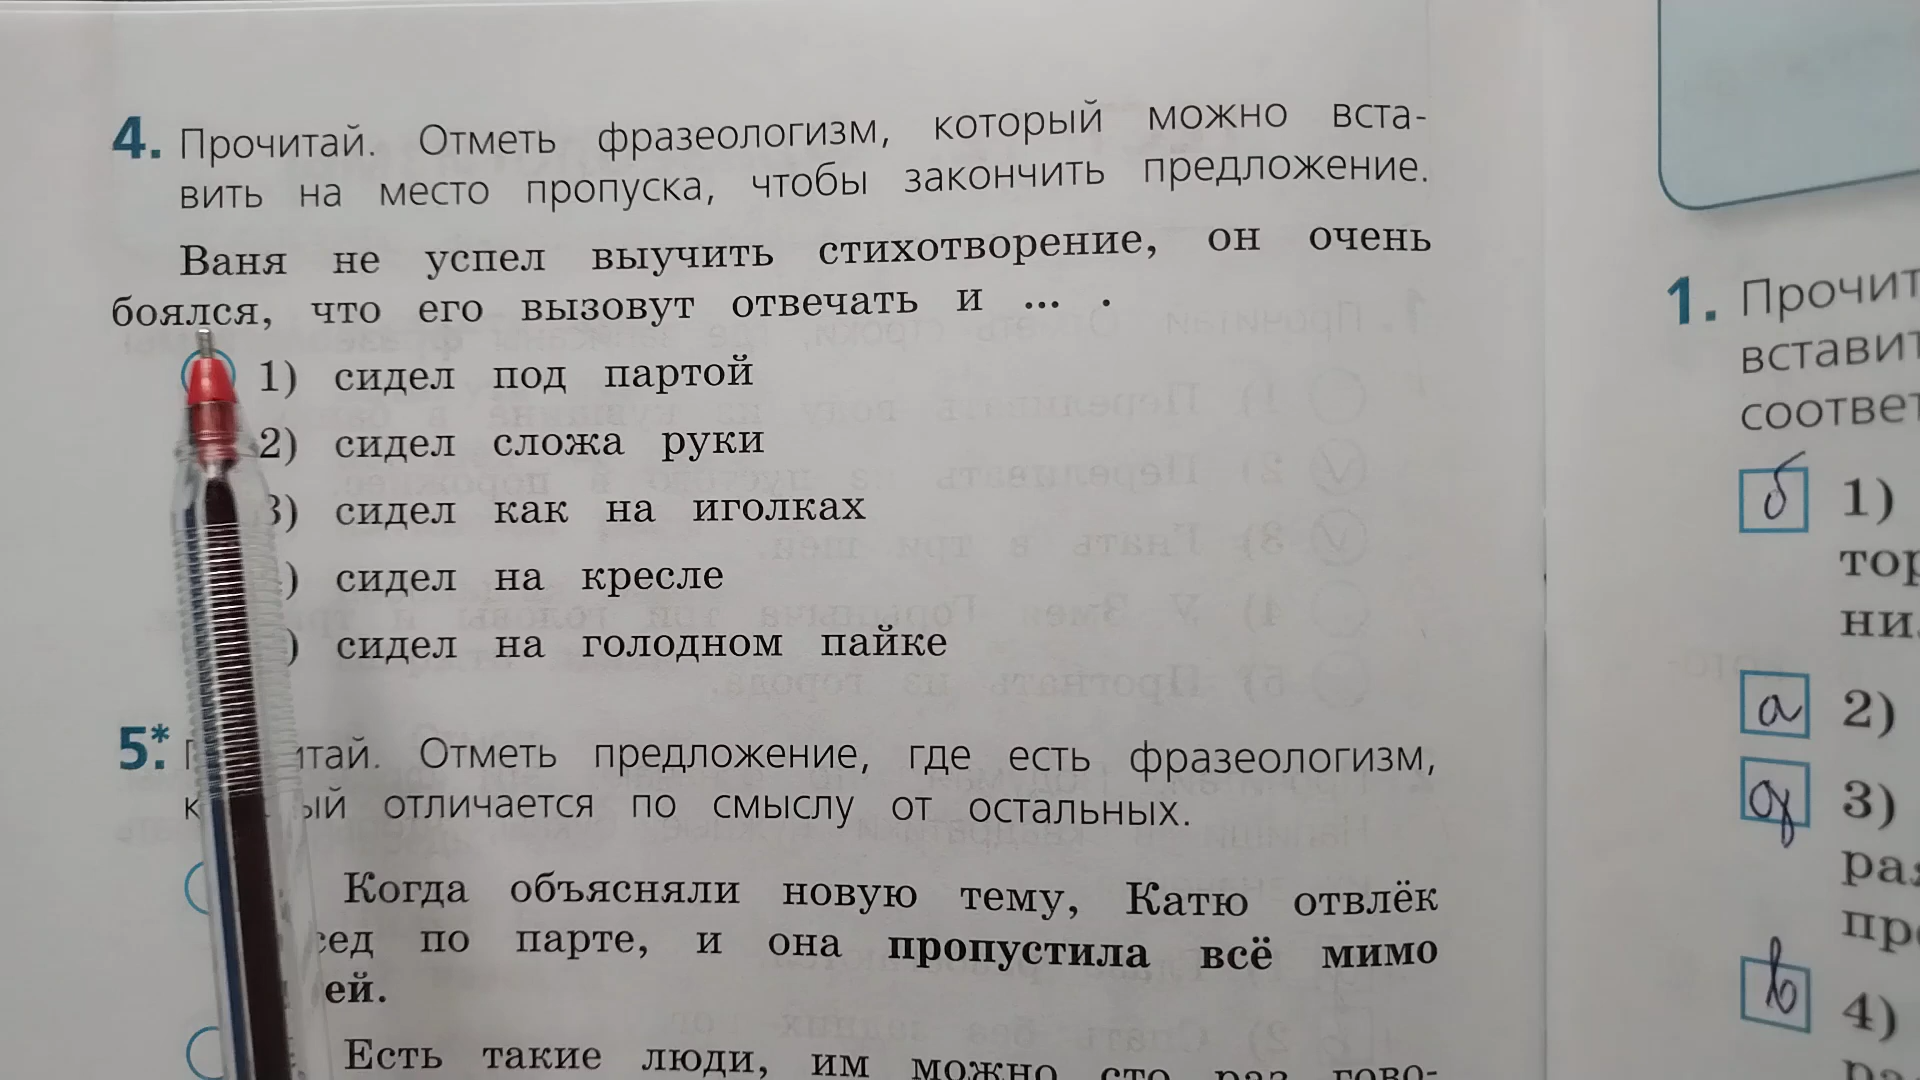 4. Прочитай. Отметь фразеологизм, который можно вста-
вить на место пропуска, чтобы закончить предложение.
Ваня не успел выучить стихотворение, он очень
боялся, что его вызовут отвечать и ... .
1) сидел под партой
2) сидел сложа руки
3) сидел как на иголках
) сидел на кресле
) сидел на голодном пайке
5.* Отметь предложение, где есть фразеологизм,
отличается по смыслу от остальных.
Когда объясняли новую тему, Катю отвлёк
по парте, и она пропустила всё мимо
ей.
Есть такие люди, им можно сто раз гово-
1. Прочит
вставит
соответ
б 1)
тор
ни.
а 2)
д 3)
ра
пр
в 4)